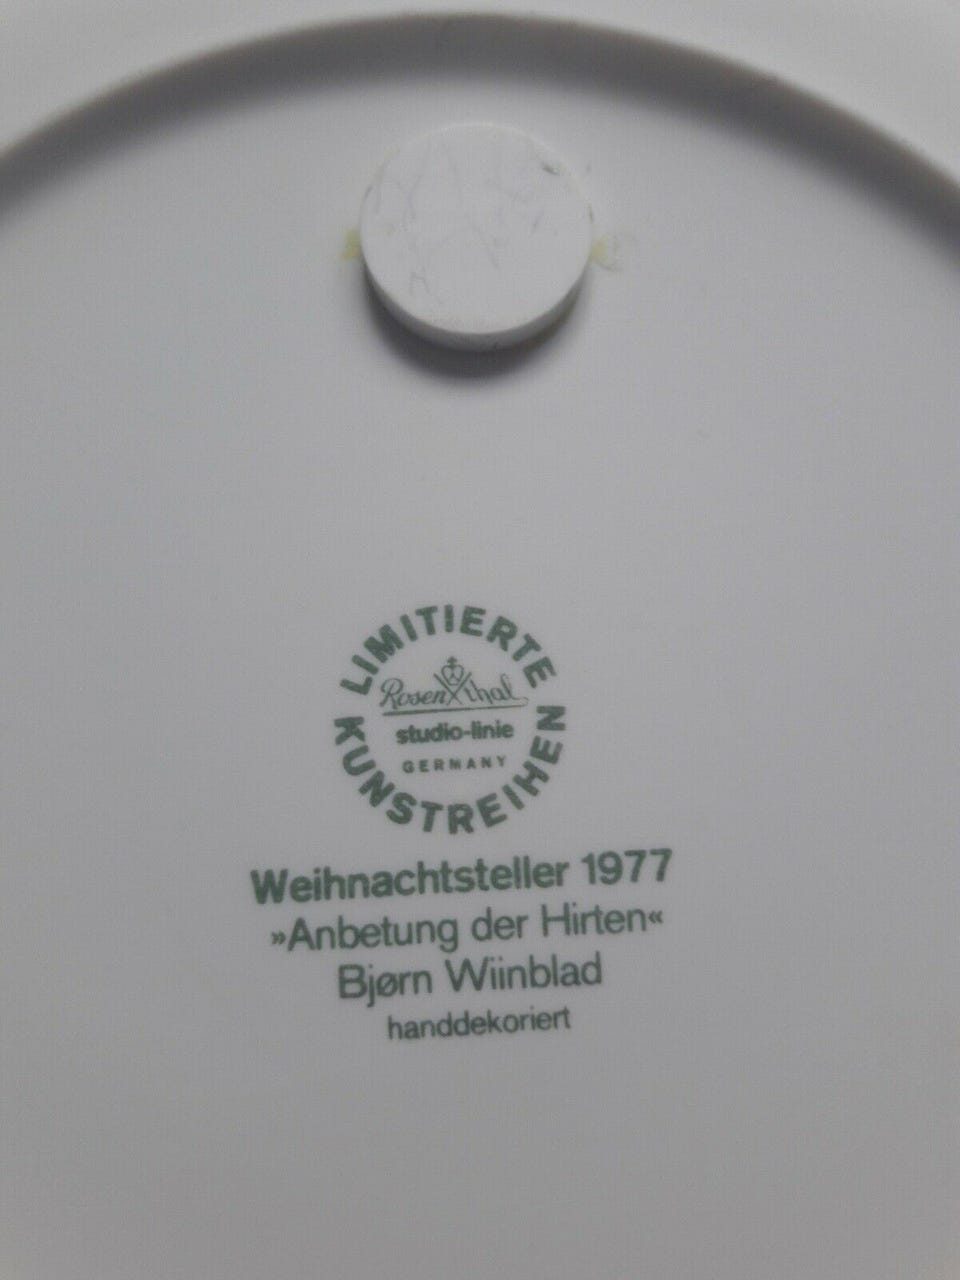 LIMITIERTE
Rosenthal
studio-linie
GERMANY
KUNSTREIHEN
Weihnachtsteller 1977
»Anbetung der Hirten«
Bjørn Wiinblad
handdekoriert